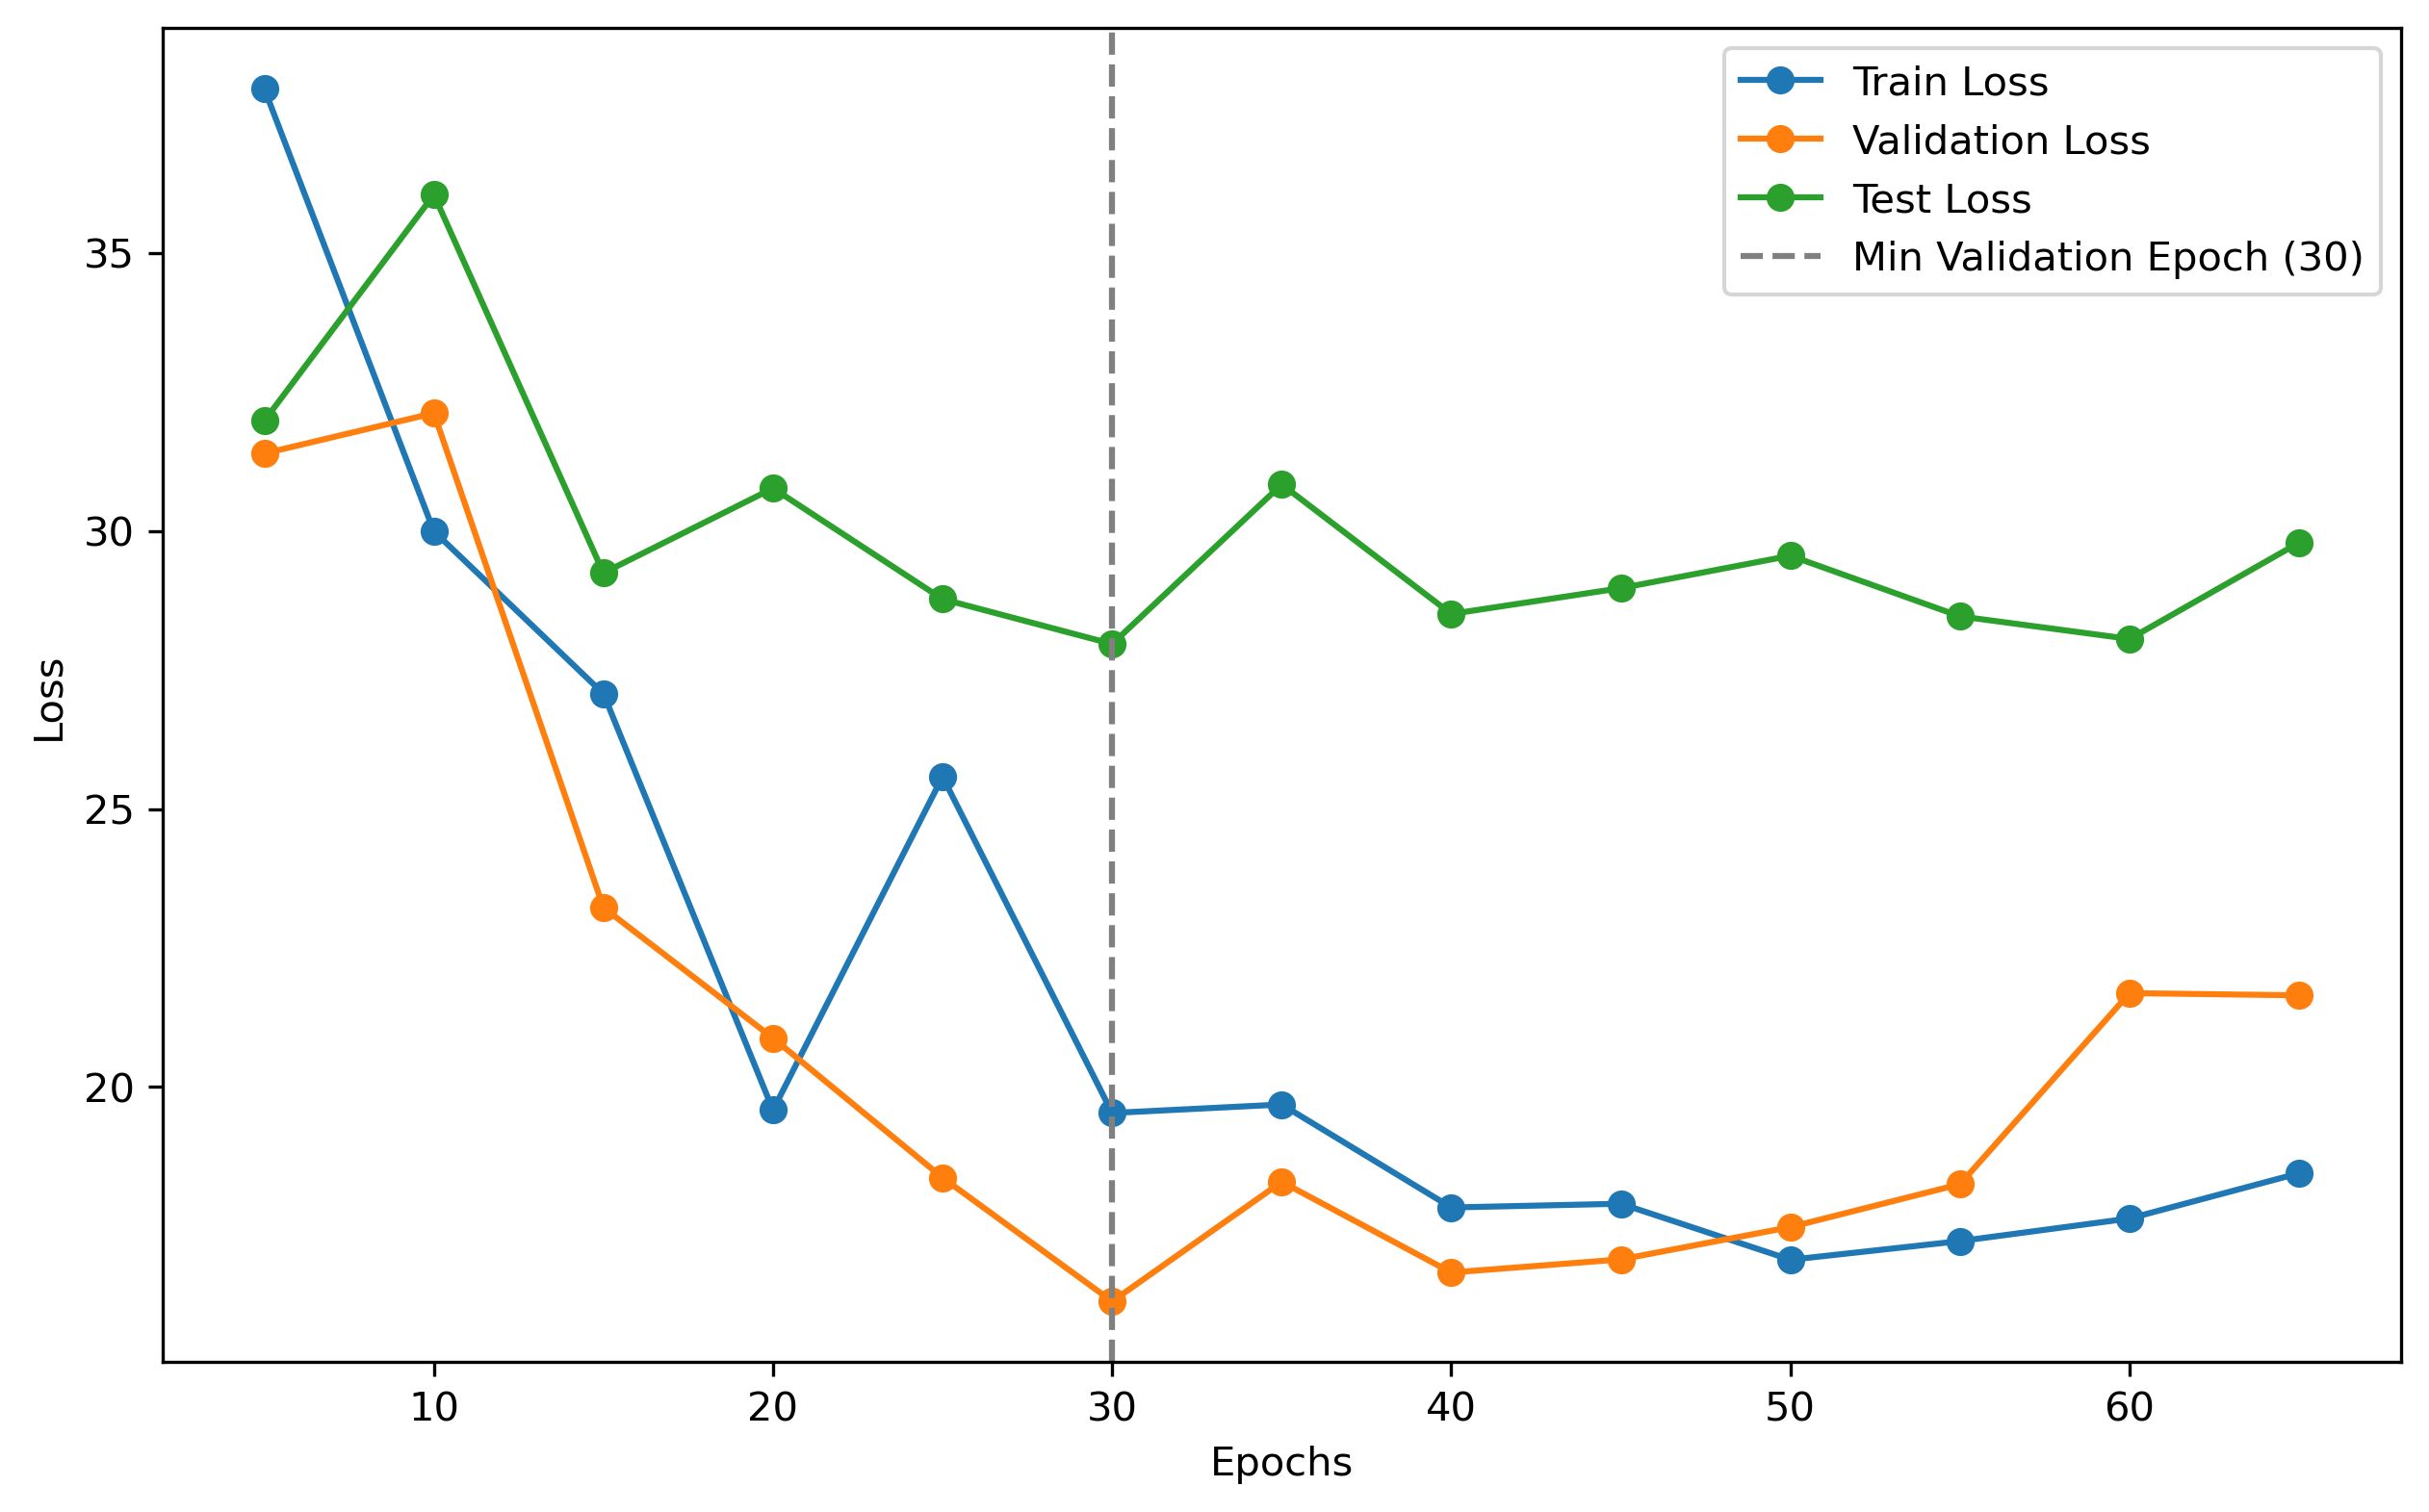 Train Loss
Validation Loss
Test Loss
Min Validation Epoch (30)
35
30
25
20
Loss
10 20 30 40 50 60
Epochs